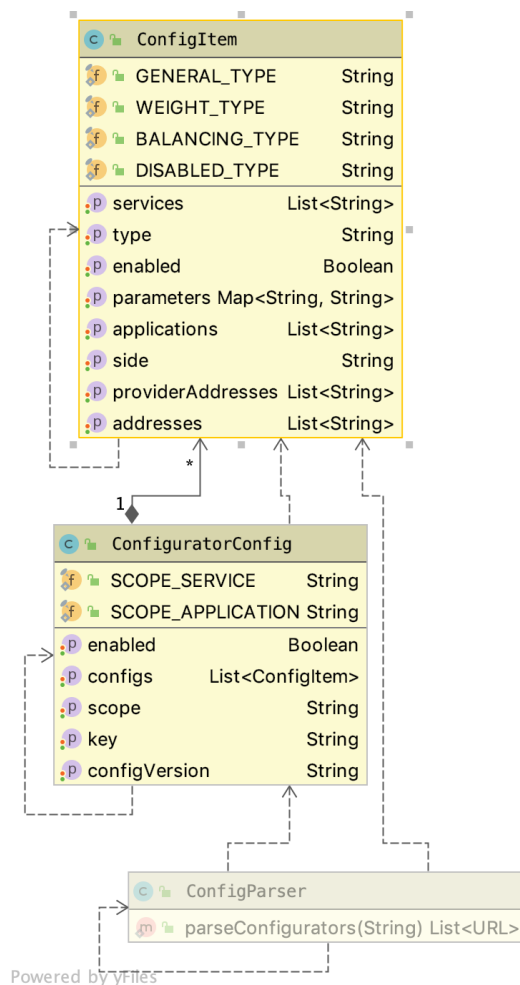 ConfigItem
GENERAL_TYPE String
WEIGHT_TYPE String
BALANCING_TYPE String
DISABLED_TYPE String
services List<String>
type String
enabled Boolean
parameters Map<String, String>
applications List<String>
side String
providerAddresses List<String>
addresses List<String>
*
1
ConfiguratorConfig
SCOPE_SERVICE String
SCOPE_APPLICATION String
enabled Boolean
configs List<ConfigItem>
scope String
key String
configVersion String
ConfigParser
parseConfigurators(String) List<URL>
Powered by yFiles